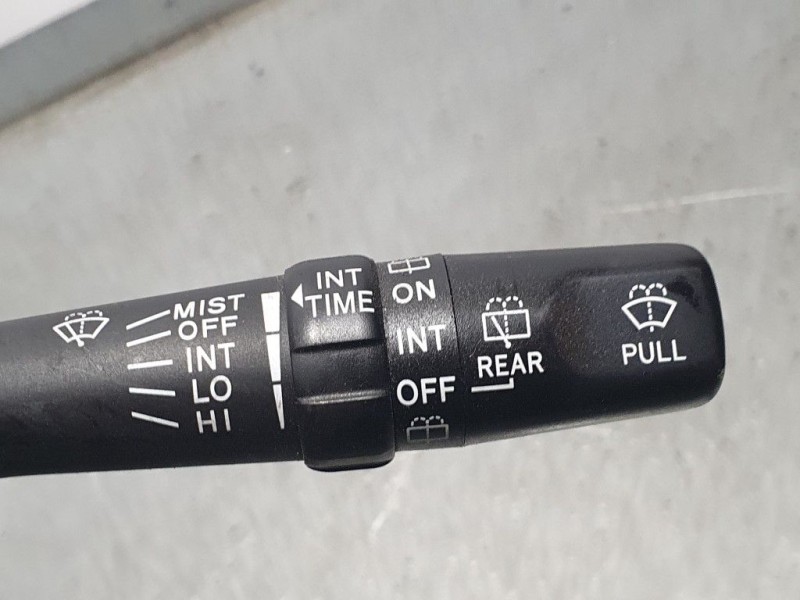 MIST
OFF
INT
LO
HI
INT
TIME
ON
INT
OFF
REAR
PULL